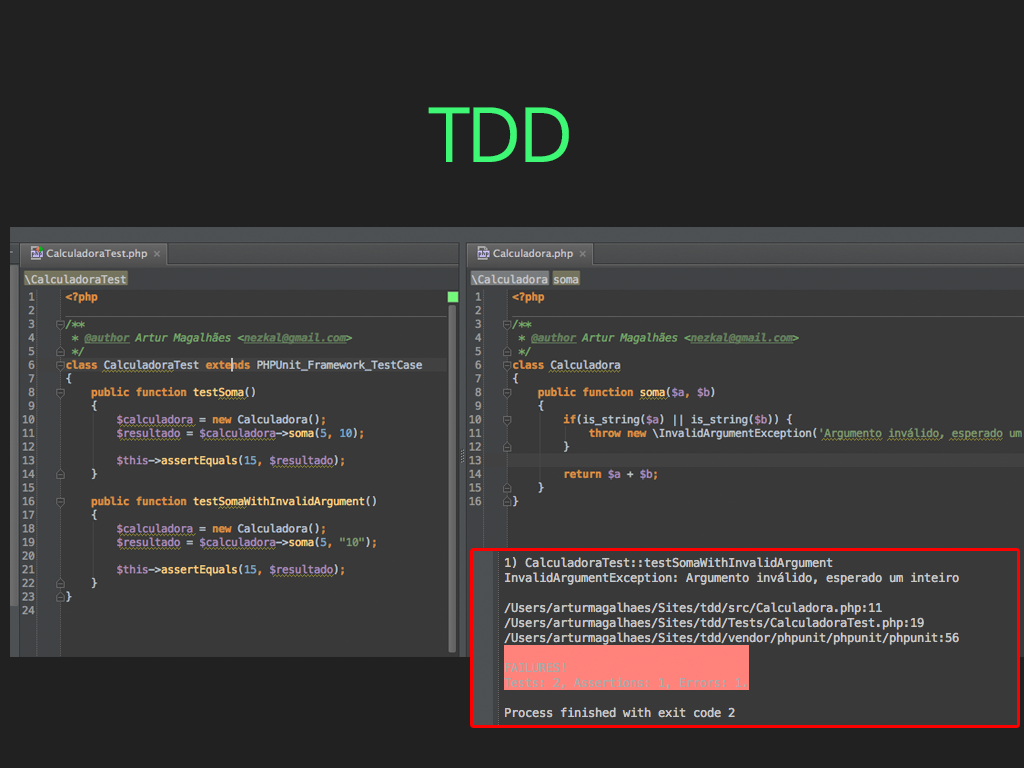 TDD
CalculadoraTest.php
\CalculadoraTest
1 <?php
2
3 /**
4 * @author Artur Magalhães <nezkal@gmail.com>
5 */
6 class CalculadoraTest extends PHPUnit_Framework_TestCase
7 {
8 public function testSoma()
9 {
10 $calculadora = new Calculadora();
11 $resultado = $calculadora->soma(5, 10);
12
13 $this->assertEquals(15, $resultado);
14 }
15
16 public function testSomaWithInvalidArgument()
17 {
18 $calculadora = new Calculadora();
19 $resultado = $calculadora->soma(5, "10");
20
21 $this->assertEquals(15, $resultado);
22 }
23 }
24
Calculadora.php
\Calculadora soma
1 <?php
2
3 /**
4 * @author Artur Magalhães <nezkal@gmail.com>
5 */
6 class Calculadora
7 {
8 public function soma($a, $b)
9 {
10 if(is_string($a) || is_string($b)) {
11 throw new \InvalidArgumentException('Argumento inválido, esperado um
12 }
13
14 return $a + $b;
15 }
16 }
1) CalculadoraTest::testSomaWithInvalidArgument
InvalidArgumentException: Argumento inválido, esperado um inteiro
/Users/arturmagalhaes/Sites/tdd/src/Calculadora.php:11
/Users/arturmagalhaes/Sites/tdd/Tests/CalculadoraTest.php:19
/Users/arturmagalhaes/Sites/tdd/vendor/phpunit/phpunit/phpunit:56
FAILURES!
Tests: 2, Assertions: 1, Errors: 1.
Process finished with exit code 2